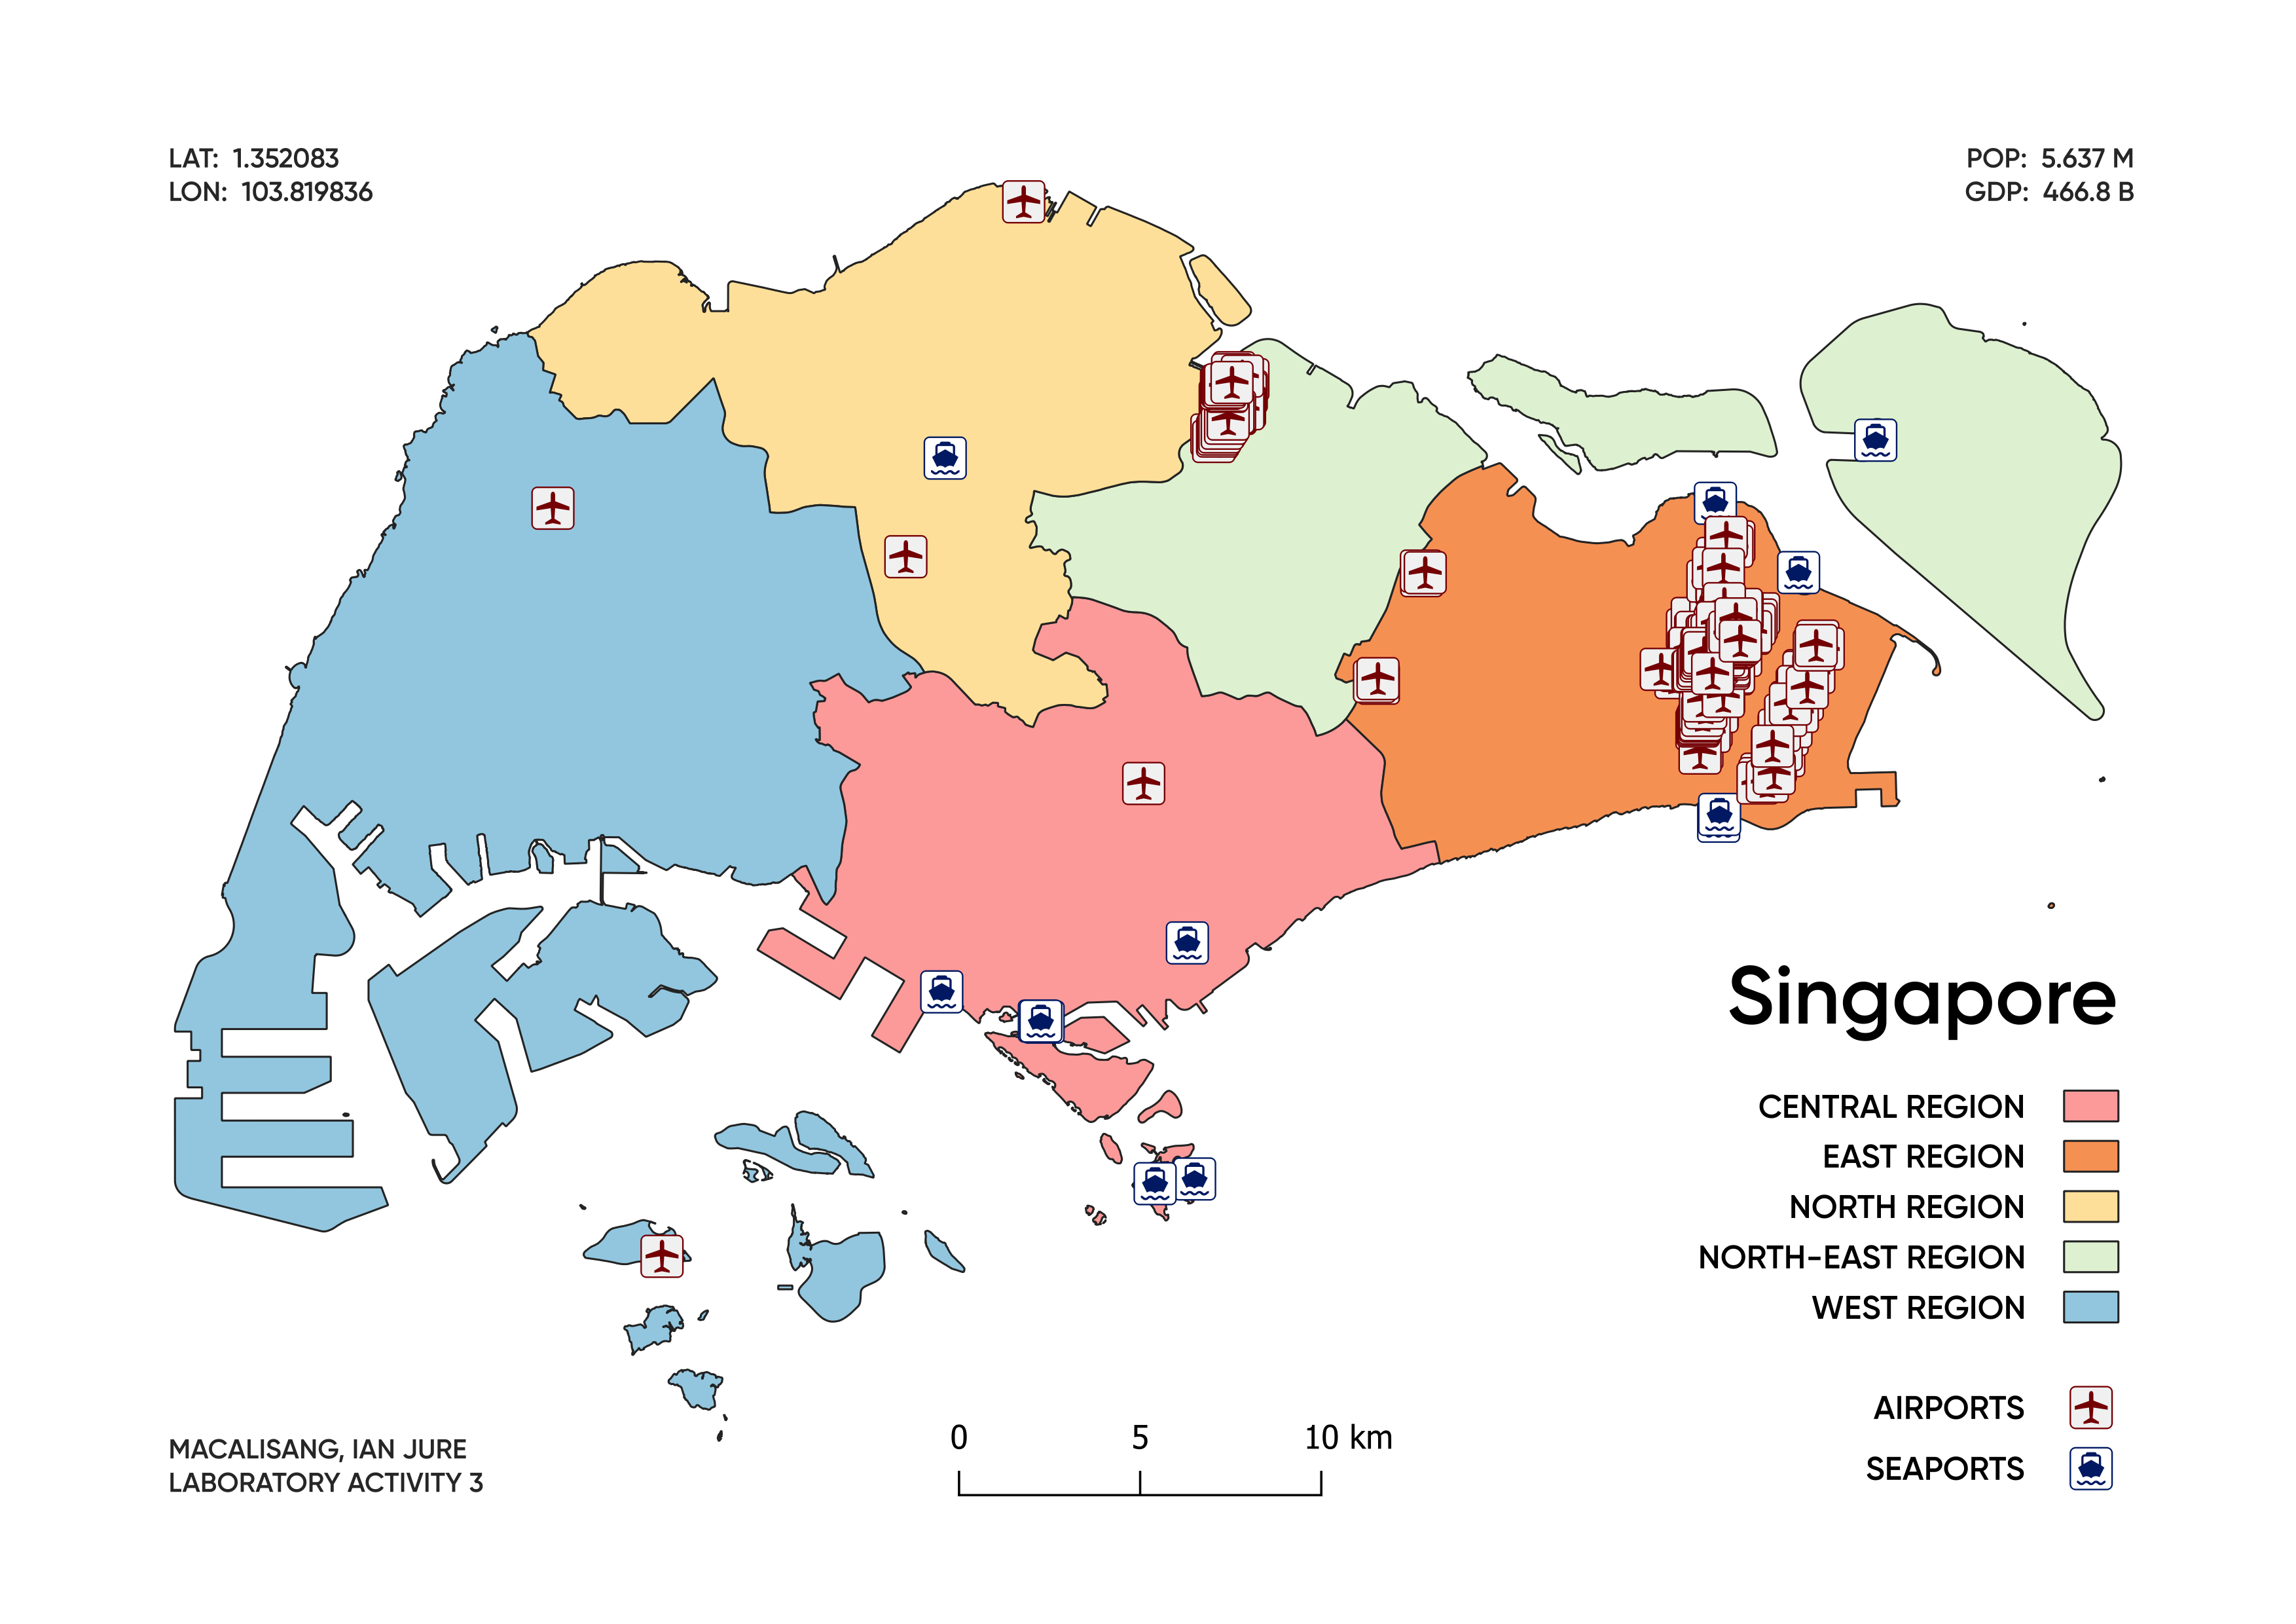 LAT: 1.352083
LON: 103.819836
POP: 5.637 M
GDP: 466.8 B
Singapore
CENTRAL REGION
EAST REGION
NORTH REGION
NORTH-EAST REGION
WEST REGION
AIRPORTS
SEAPORTS
0 5 10 km
MACALISANG, IAN JURE
LABORATORY ACTIVITY 3